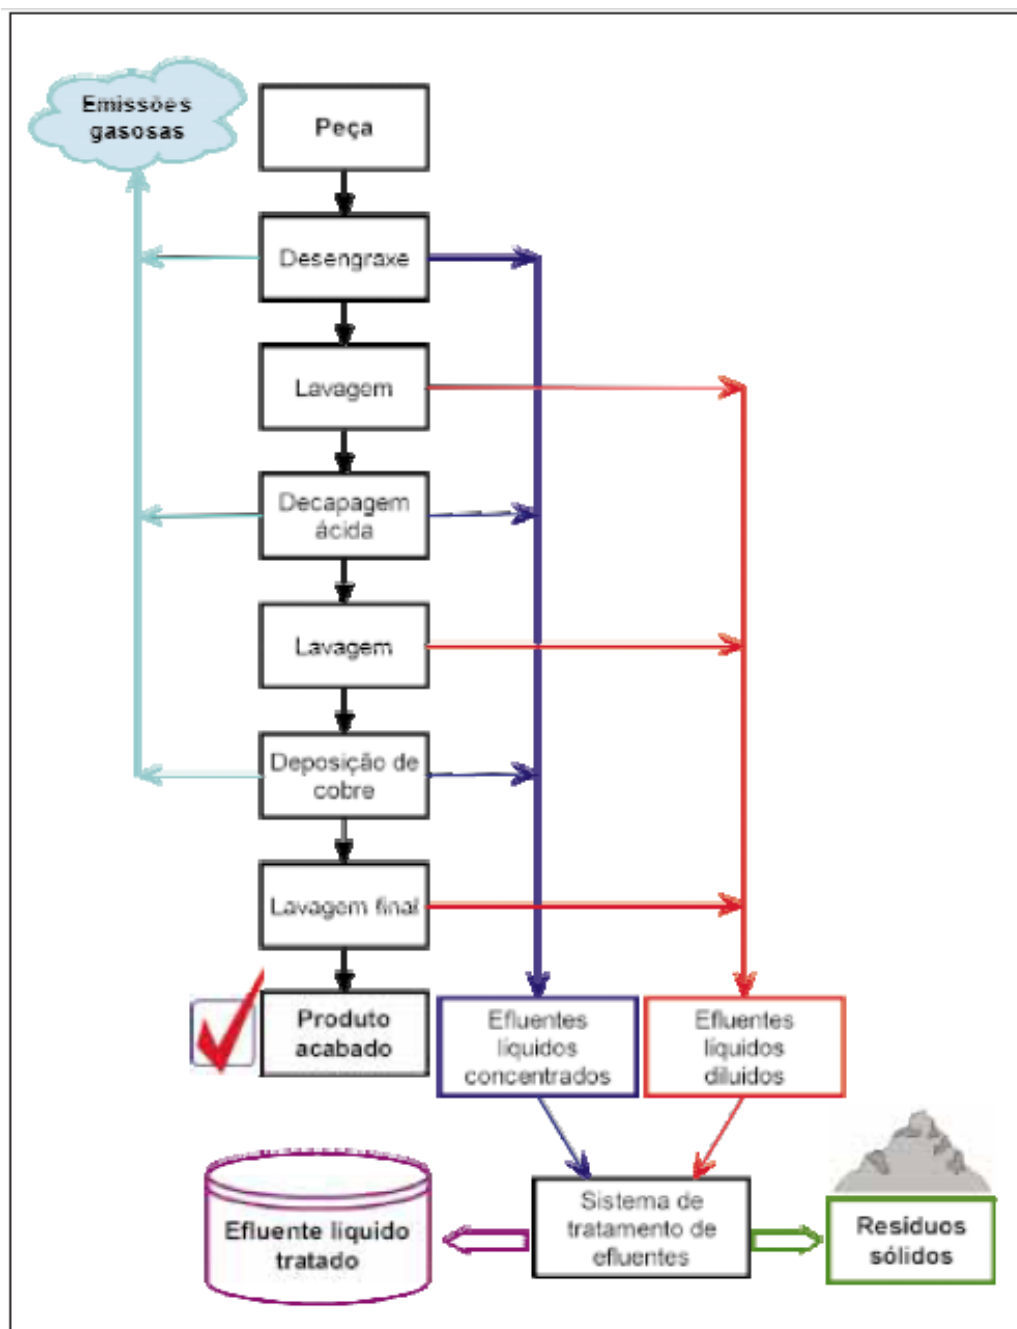 Emissões
gasosas
Peça
Desengraxe
Lavagem
Decapagem
ácida
Lavagem
Deposição de
cobre
Lavagem final
Produto
acabado
Efluentes
líquidos
concentrados
Efluentes
líquidos
diluidos
Efluente líquido
tratado
Sistema de
tratamento de
efluentes
Resíduos
sólidos